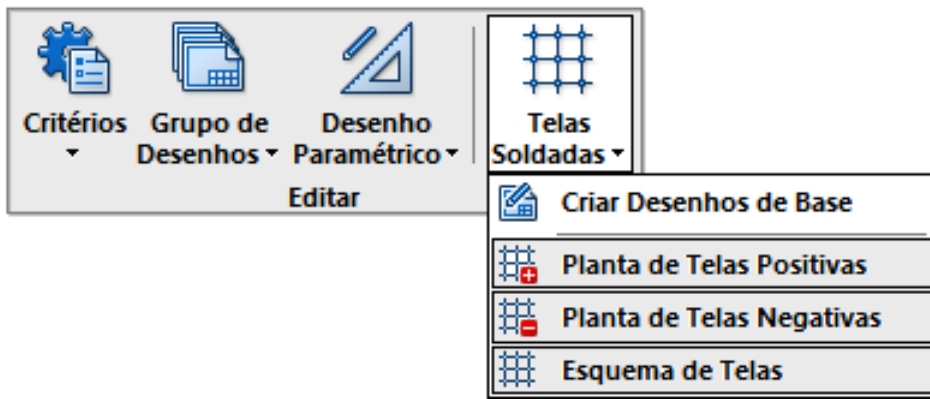 Critérios
Grupo de
Desenhos
Desenho
Paramétrico
Telas
Soldadas
Editar
Criar Desenhos de Base
Planta de Telas Positivas
Planta de Telas Negativas
Esquema de Telas